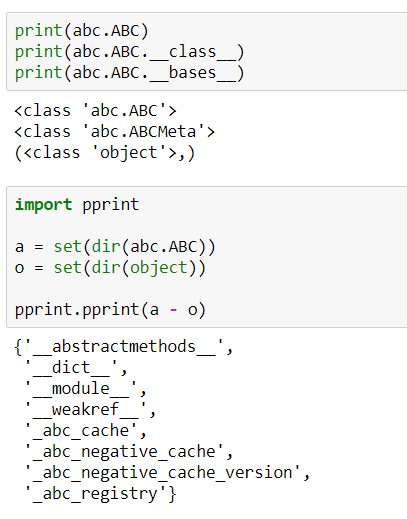 print(abc.ABC)
print(abc.ABC.__class__)
print(abc.ABC.__bases__)
<class 'abc.ABC'>
<class 'abc.ABCMeta'>
(<class 'object'>,)
import pprint
a = set(dir(abc.ABC))
o = set(dir(object))
pprint.pprint(a - o)
{'__abstractmethods__',
 '__dict__',
 '__module__',
 '__weakref__',
 '_abc_cache',
 '_abc_negative_cache',
 '_abc_negative_cache_version',
 '_abc_registry'}